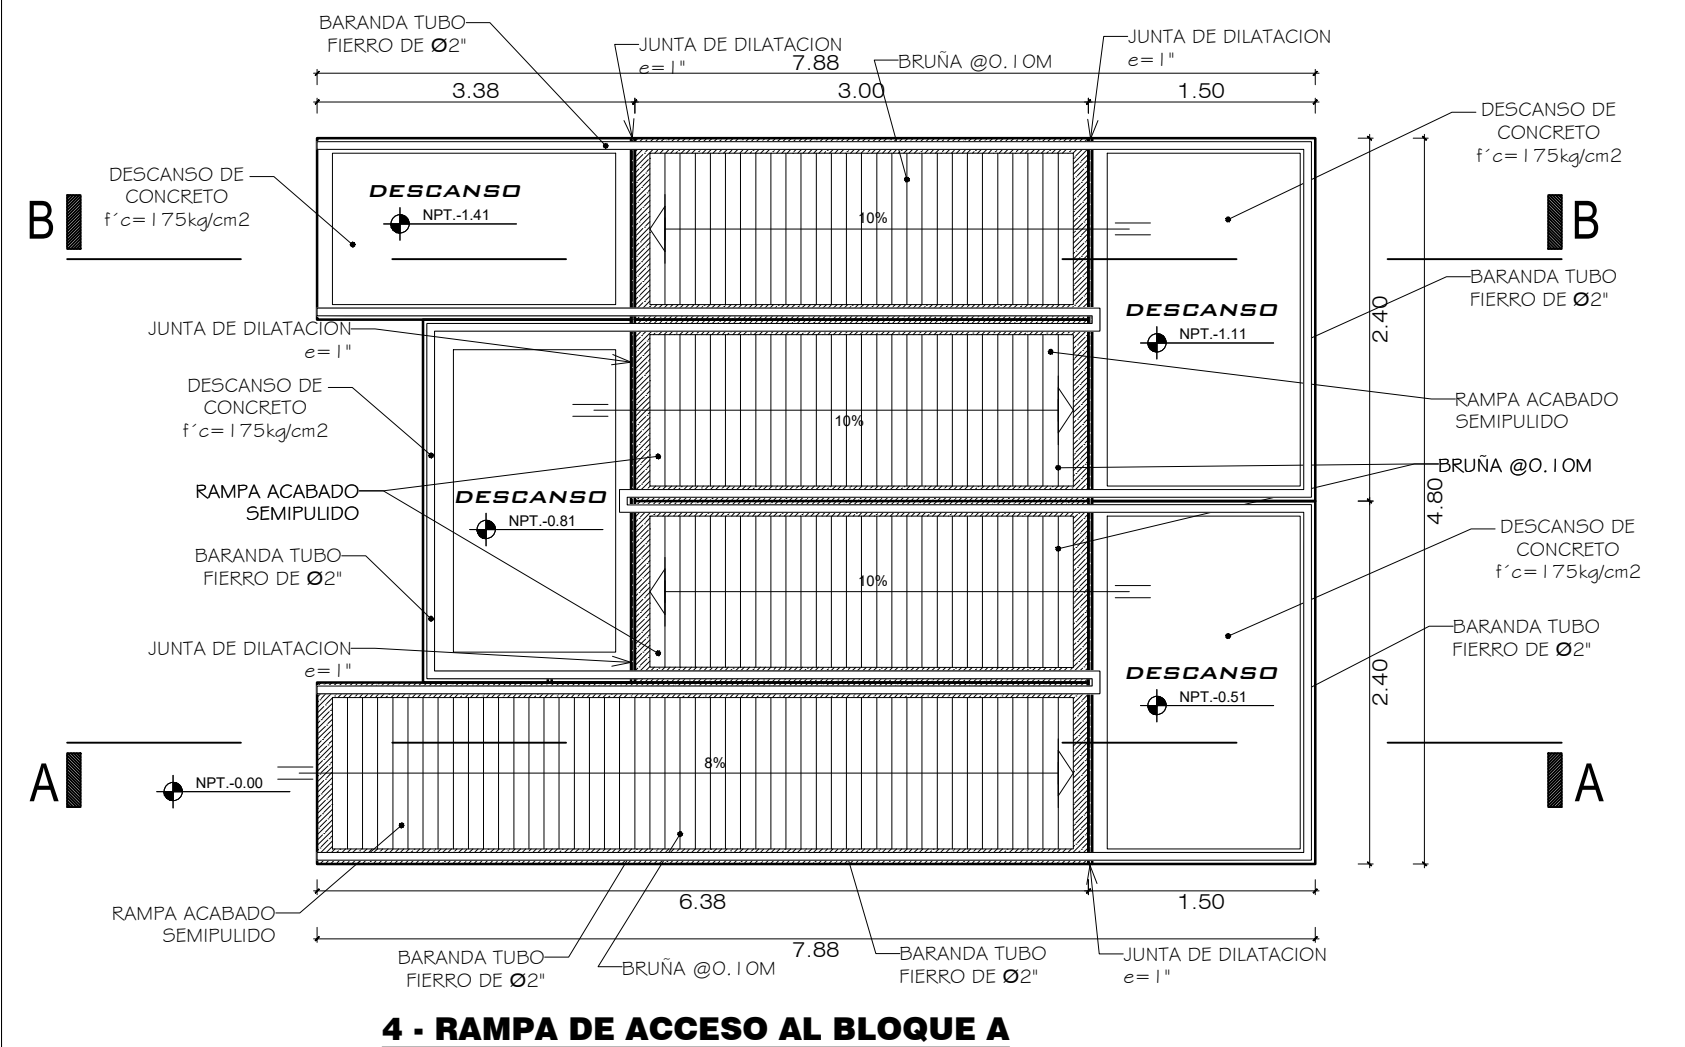 BARANDA TUBO
FIERRO DE Ø2"
JUNTA DE DILATACION
e=1"
7.88
BRUÑA @0.10M
JUNTA DE DILATACION
e=1"
3.38
3.00
1.50
DESCANSO DE
CONCRETO
f´c=175kg/cm2
DESCANSO DE
CONCRETO
f´c=175kg/cm2
DESCANSO
NPT.-1.41
B
10%
B
BARANDA TUBO
FIERRO DE Ø2"
DESCANSO
NPT.-1.11
2.40
JUNTA DE DILATACION
e=1"
DESCANSO DE
CONCRETO
f´c=175kg/cm2
10%
RAMPA ACABADO
SEMIPULIDO
BRUÑA @0.10M
RAMPA ACABADO
SEMIPULIDO
DESCANSO
NPT.-0.81
4.80
DESCANSO DE
CONCRETO
f´c=175kg/cm2
BARANDA TUBO
FIERRO DE Ø2"
10%
BARANDA TUBO
FIERRO DE Ø2"
JUNTA DE DILATACION
e=1"
DESCANSO
NPT.-0.51
2.40
8%
A
NPT.-0.00
A
6.38
1.50
RAMPA ACABADO
SEMIPULIDO
7.88
BARANDA TUBO
FIERRO DE Ø2"
BRUÑA @0.10M
BARANDA TUBO
FIERRO DE Ø2"
JUNTA DE DILATACION
e=1"
4 - RAMPA DE ACCESO AL BLOQUE A